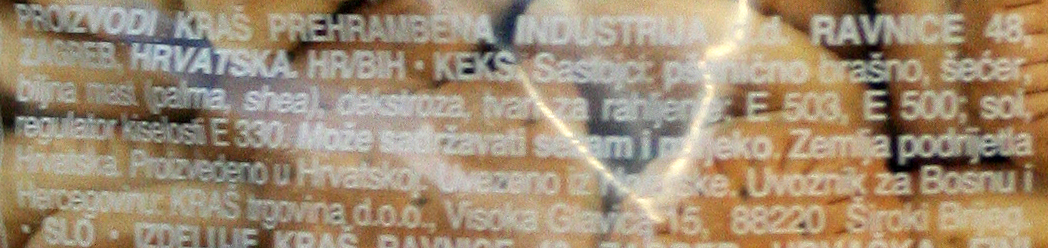 PROIZVODI KRAŠ PREHRAMBENA INDUSTRIJA d.d. RAVNICE 48,
ZAGREB, HRVATSKA. HR/BIH • KEKS. Sastojci: pšenično brašno, šećer,
biljna mast (palma, shea), dekstroza, tvari za rahljenje: E 503, E 500; sol,
regulator kiselosti E 330. Može sadržavati sezam i mlijeko. Zemlja podrijetla
Hrvatska. Proizvedeno u Hrvatskoj. Uvezeno iz Hrvatske. Uvoznik za Bosnu i
Hercegovinu: KRAŠ trgovina d.o.o., Visoka Glavica 15, 88220 Široki Brijeg.
• SLO • IZDELUJE KRAŠ RAVNICE